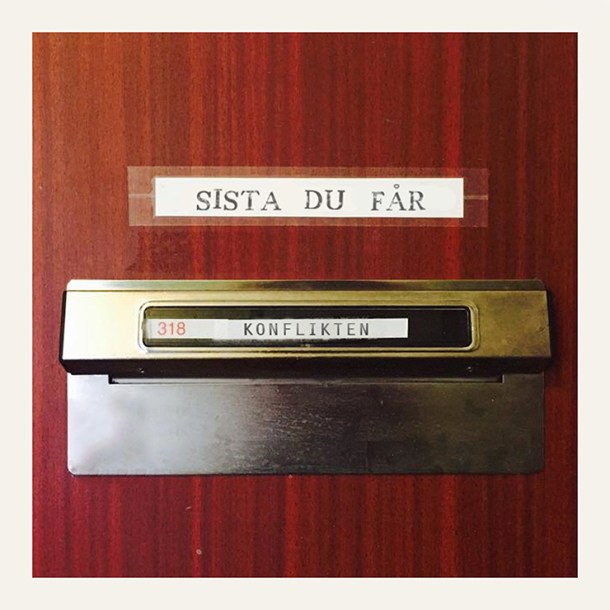 SISTA DU FÅR
318 KONFLIKTEN